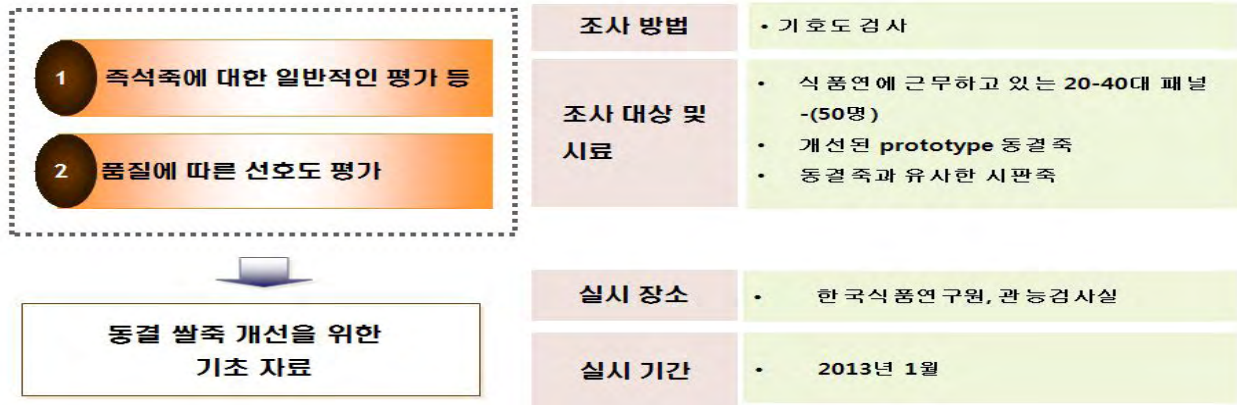 1 즉석죽에 대한 일반적인 평가 등
2 품질에 따른 선호도 평가
동결 쌀죽 개선을 위한
기초 자료
조사 방법
• 기호도 검사
조사 대상 및
시료
• 식품연에 근무하고 있는 20-40대 패널
-(50명)
• 개선된 prototype 동결죽
• 동결죽과 유사한 시판죽
실시 장소
• 한국식품연구원, 관능검사실
실시 기간
• 2013년 1월